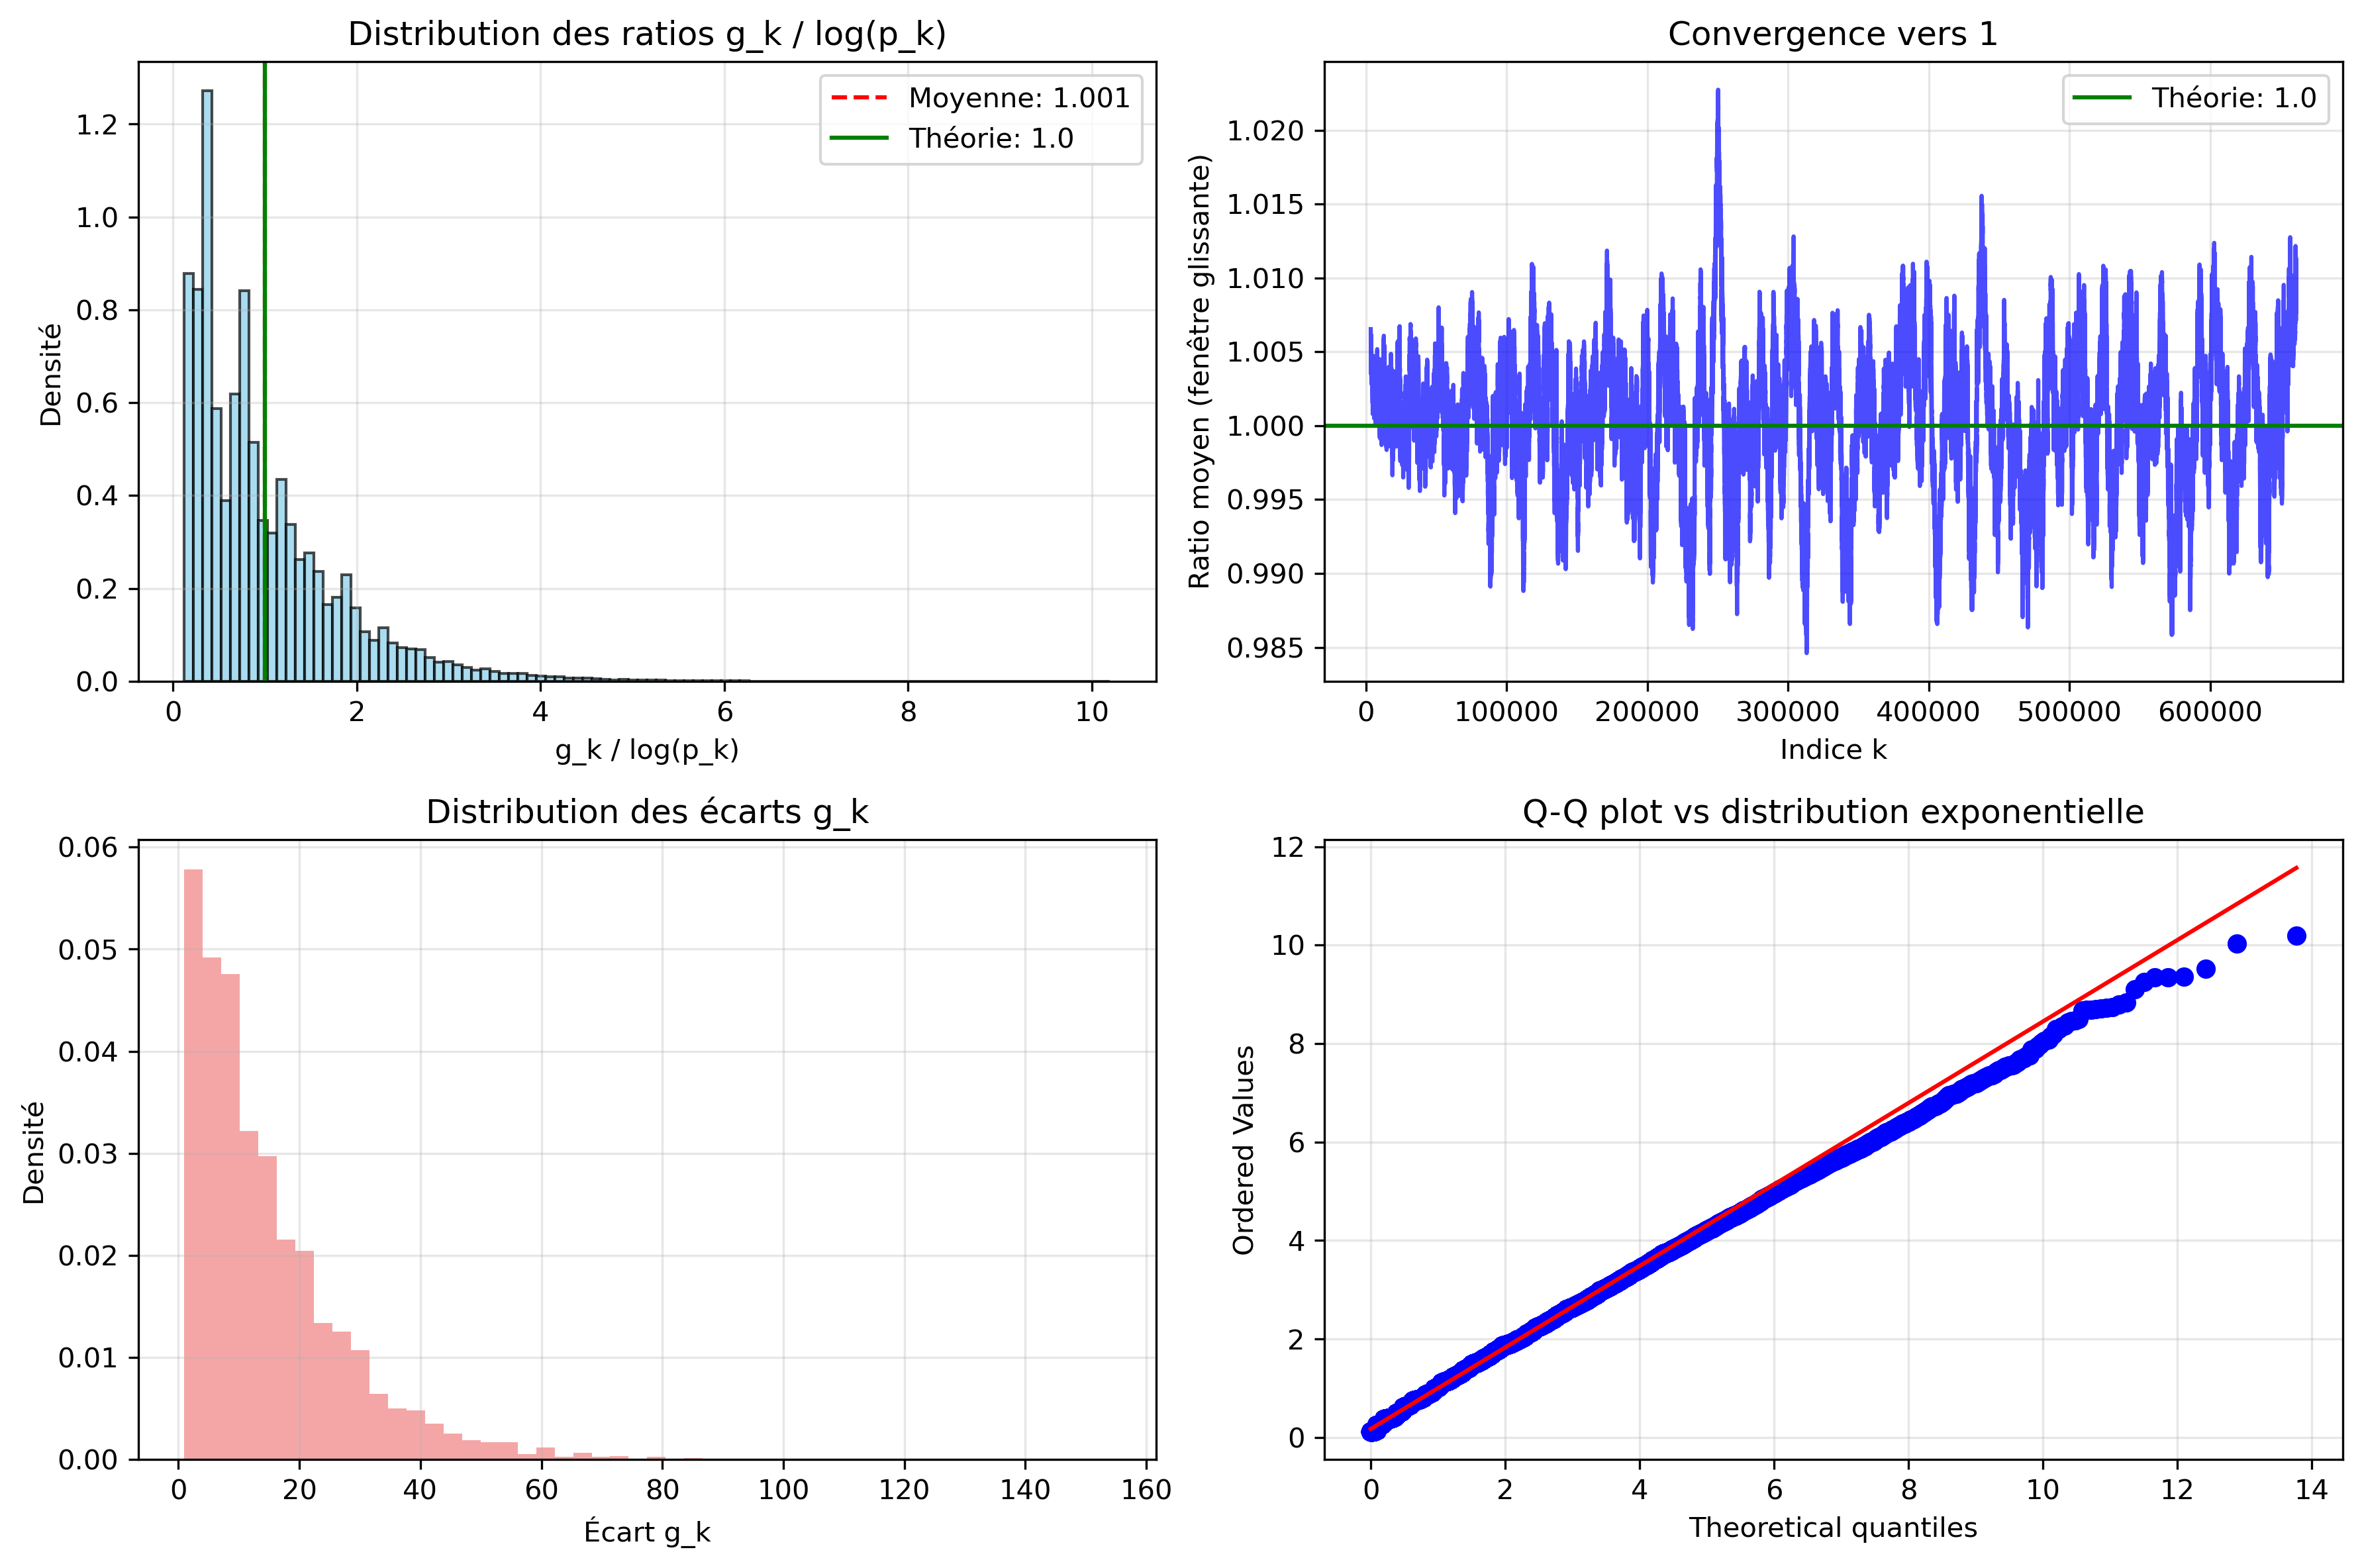 Distribution des ratios g_k / log(p_k)
Moyenne: 1.001
Théorie: 1.0
Densité
1.2
1.0
0.8
0.6
0.4
0.2
0.0
0 2 4 6 8 10
g_k / log(p_k)
Convergence vers 1
Théorie: 1.0
Ratio moyen (fenêtre glissante)
1.020
1.015
1.010
1.005
1.000
0.995
0.990
0.985
0 100000 200000 300000 400000 500000 600000
Indice k
Distribution des écarts g_k
Densité
0.06
0.05
0.04
0.03
0.02
0.01
0.00
0 20 40 60 80 100 120 140 160
Écart g_k
Q-Q plot vs distribution exponentielle
Ordered Values
12
10
8
6
4
2
0
0 2 4 6 8 10 12 14
Theoretical quantiles